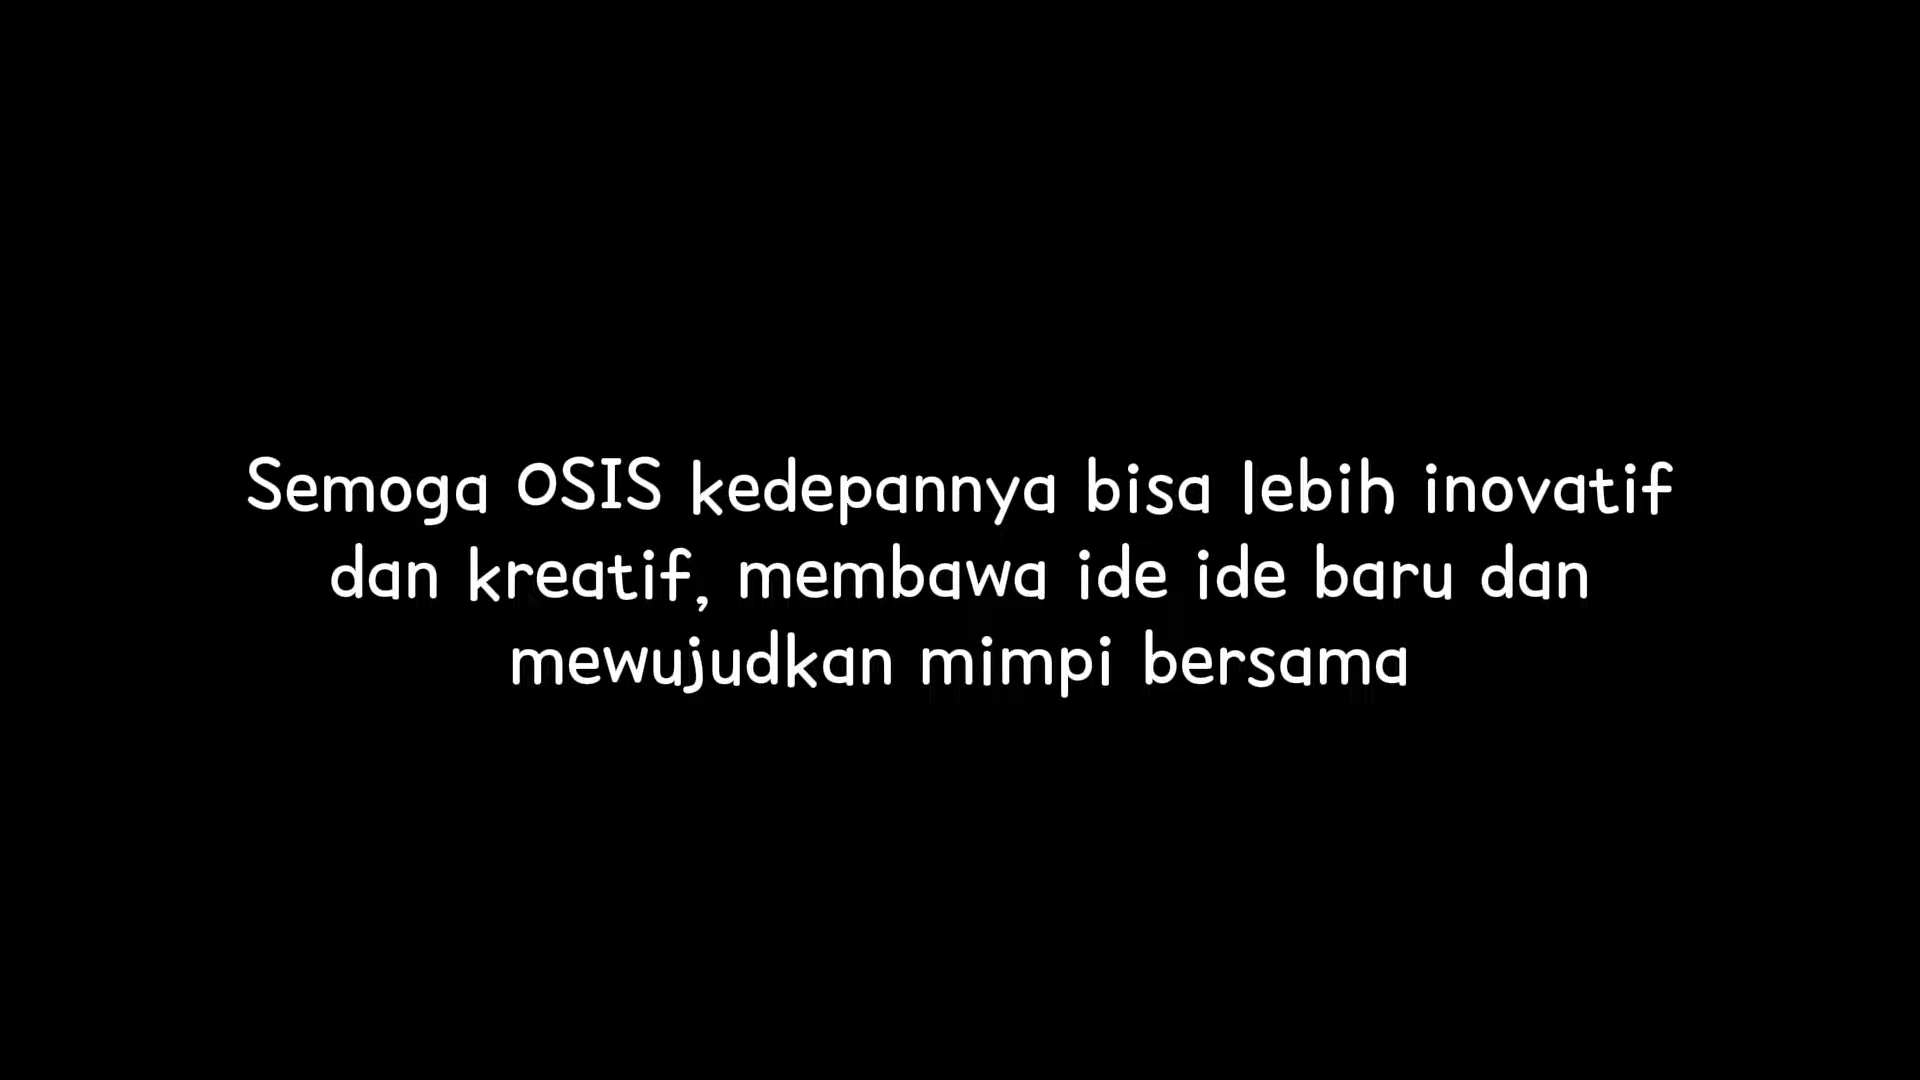 Semoga OSIS kedepannya bisa lebih inovatif
dan kreatif, membawa ide ide baru dan
mewujudkan mimpi bersama